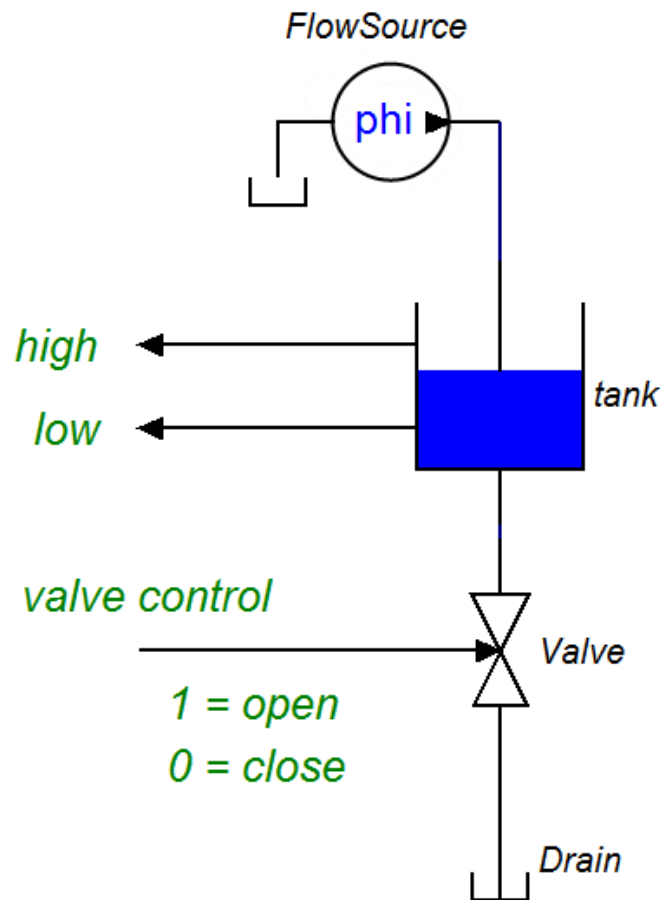 FlowSource
phi
high
tank
low
valve control
Valve
1 = open
0 = close
Drain